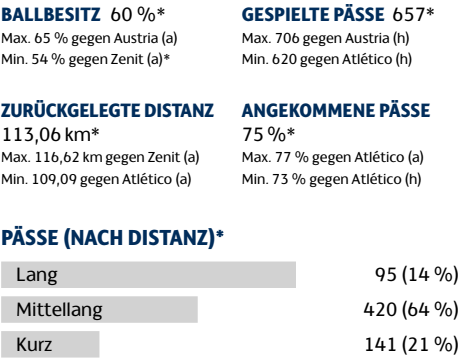 BALLBESITZ 60 %*
Max. 65 % gegen Austria (a)
Min. 54 % gegen Zenit (a)*
GESPIELTE PÄSSE 657*
Max. 706 gegen Austria (h)
Min. 620 gegen Atlético (h)
ZURÜCKGELEGTE DISTANZ
113,06 km*
Max. 116,62 km gegen Zenit (a)
Min. 109,09 gegen Atlético (a)
ANGEKOMMENE PÄSSE
75 %*
Max. 77 % gegen Atlético (a)
Min. 73 % gegen Atlético (h)
PÄSSE (NACH DISTANZ)*
Lang 95 (14 %)
Mittellang 420 (64 %)
Kurz 141 (21 %)